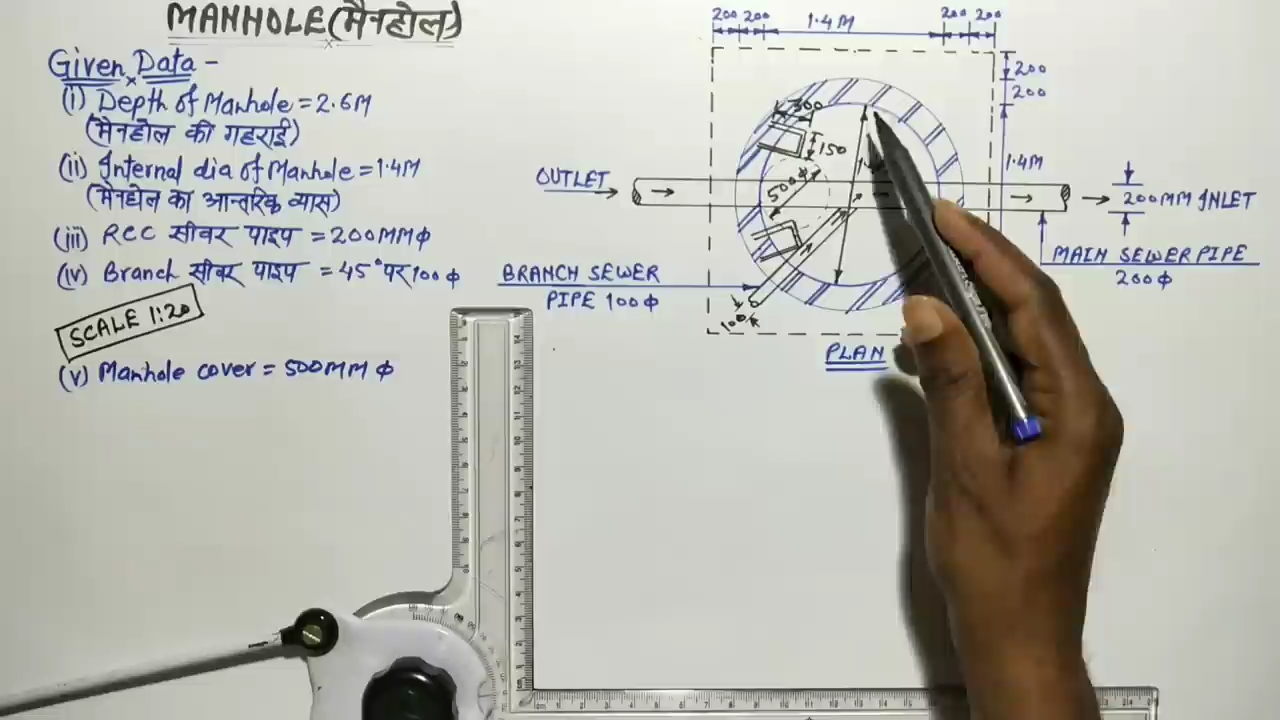 MANHOLE (मैनहोल)
Given Data -
(i) Depth of Manhole = 2.6M
(मैनहोल की गहराई)
(ii) Internal dia of Manhole = 1.4M
(मैनहोल का आन्तरिक व्यास)
(iii) RCC सीवर पाइप = 200MMϕ
(iv) Branch सीवर पाइप = 45° पर 100 ϕ
SCALE 1:20
(v) Manhole cover = 500MM ϕ
200 200 1.4M 200 200
200
200
300
150
1.4M
500ϕ
OUTLET
200MM INLET
BRANCH SEWER
PIPE 100ϕ
MAIN SEWER PIPE
200ϕ
100
PLAN